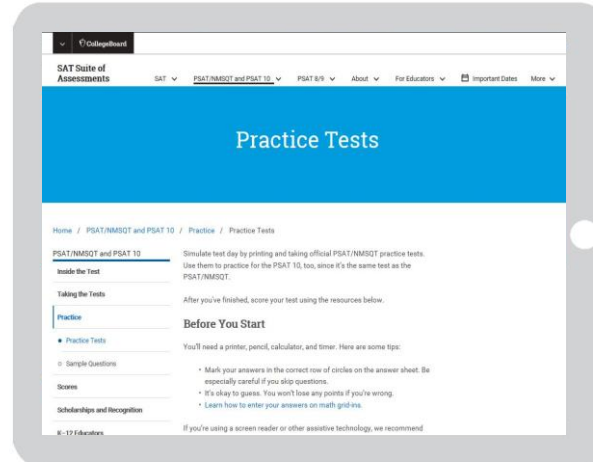 CollegeBoard
SAT Suite of
Assessments
SAT PSAT/NMSQT and PSAT 10 PSAT 8/9 About For Educators Important Dates More
Practice Tests
Home / PSAT/NMSQT and PSAT 10 / Practice / Practice Tests
PSAT/NMSQT and PSAT 10
Inside the Test
Taking the Tests
Practice
Practice Tests
Sample Questions
Scores
Scholarships and Recognition
K–12 Educators
Simulate test day by printing and taking official PSAT/NMSQT practice tests.
Use them to practice for the PSAT 10, too, since it's the same test as the
PSAT/NMSQT.
After you've finished, score your test using the resources below.
Before You Start
You'll need a printer, pencil, calculator, and timer. Here are some tips:
• Mark your answers in the correct row of circles on the answer sheet. Be
especially careful if you skip questions.
• It's okay to guess. You won't lose any points if you're wrong.
• Learn how to enter your answers on math grid-ins.
If you're using a screen reader or other assistive technology, we recommend